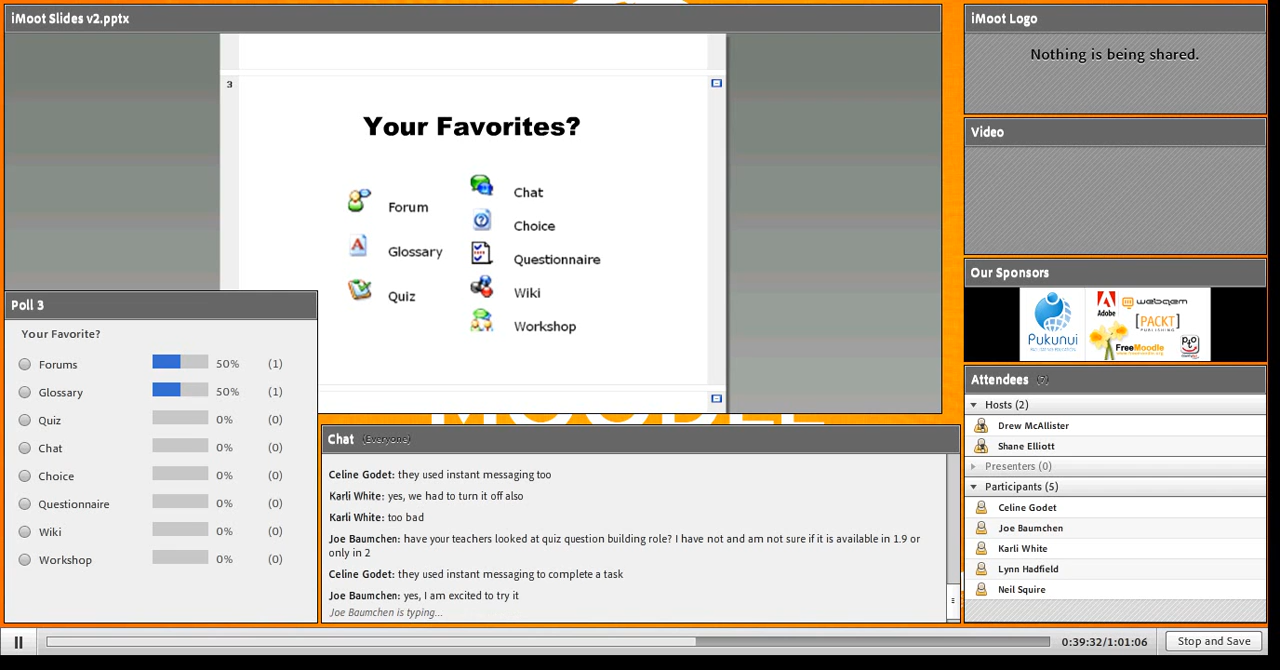 iMoot Slides v2.pptx
3
Your Favorites?
Forum
Glossary
Quiz
Chat
Choice
Questionnaire
Wiki
Workshop
Poll 3
Your Favorite?
Forums 50% (1)
Glossary 50% (1)
Quiz 0% (0)
Chat 0% (0)
Choice 0% (0)
Questionnaire 0% (0)
Wiki 0% (0)
Workshop 0% (0)
Chat (Everyone)
Celine Godet: they used instant messaging too
Karli White: yes, we had to turn it off also
Karli White: too bad
Joe Baumchen: have your teachers looked at quiz question building role? I have not and am not sure if it is available in 1.9 or
only in 2
Celine Godet: they used instant messaging to complete a task
Joe Baumchen: yes, I am excited to try it
Joe Baumchen is typing...
iMoot Logo
Nothing is being shared.
Video
Our Sponsors
Pukunui
Adobe
webqem
[PACKT]
PUBLISHING
FreeMoodle
Attendees (7)
Hosts (2)
Drew McAllister
Shane Elliott
Presenters (0)
Participants (5)
Celine Godet
Joe Baumchen
Karli White
Lynn Hadfield
Neil Squire
0:39:32/1:01:06
Stop and Save